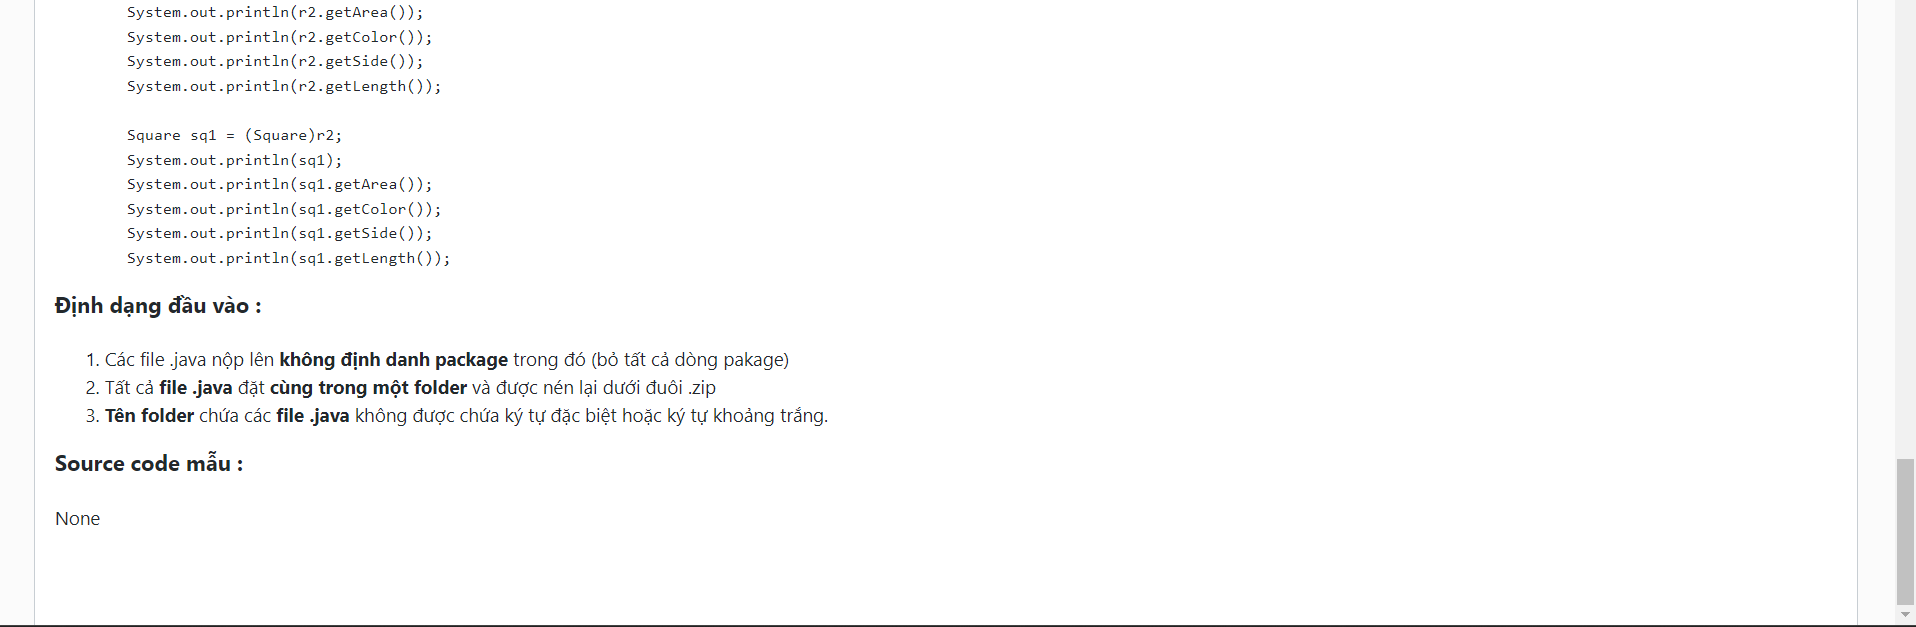 System.out.println(r2.getArea());
System.out.println(r2.getColor());
System.out.println(r2.getSide());
System.out.println(r2.getLength());
Square sq1 = (Square)r2;
System.out.println(sq1);
System.out.println(sq1.getArea());
System.out.println(sq1.getColor());
System.out.println(sq1.getSide());
System.out.println(sq1.getLength());
Định dạng đầu vào :
1. Các file .java nộp lên không định danh package trong đó (bỏ tất cả dòng pakage)
2. Tất cả file .java đặt cùng trong một folder và được nén lại dưới đuôi .zip
3. Tên folder chứa các file .java không được chứa ký tự đặc biệt hoặc ký tự khoảng trắng.
Source code mẫu :
None